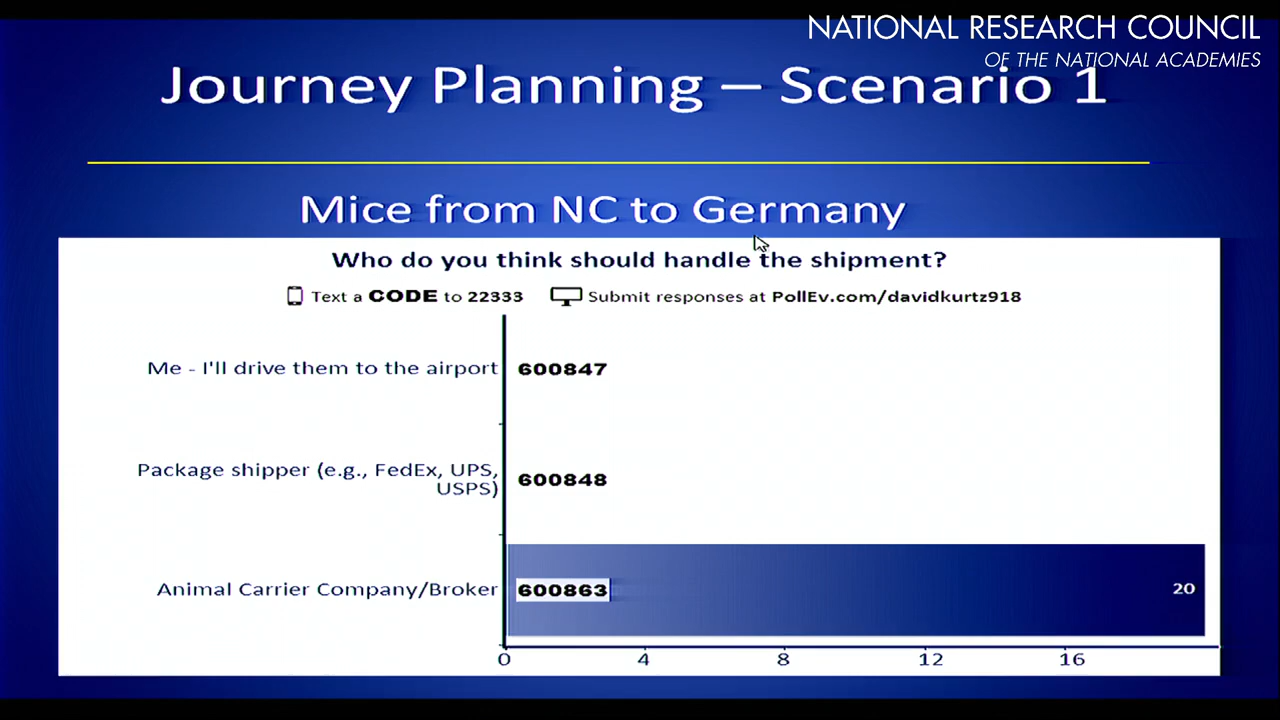 NATIONAL RESEARCH COUNCIL
OF THE NATIONAL ACADEMIES
Journey Planning – Scenario 1
Mice from NC to Germany
Who do you think should handle the shipment?
Text a CODE to 22333 Submit responses at PollEv.com/davidkurtz918
Me - I'll drive them to the airport 600847
Package shipper (e.g., FedEx, UPS,
USPS) 600848
Animal Carrier Company/Broker 600863 20
0 4 8 12 16